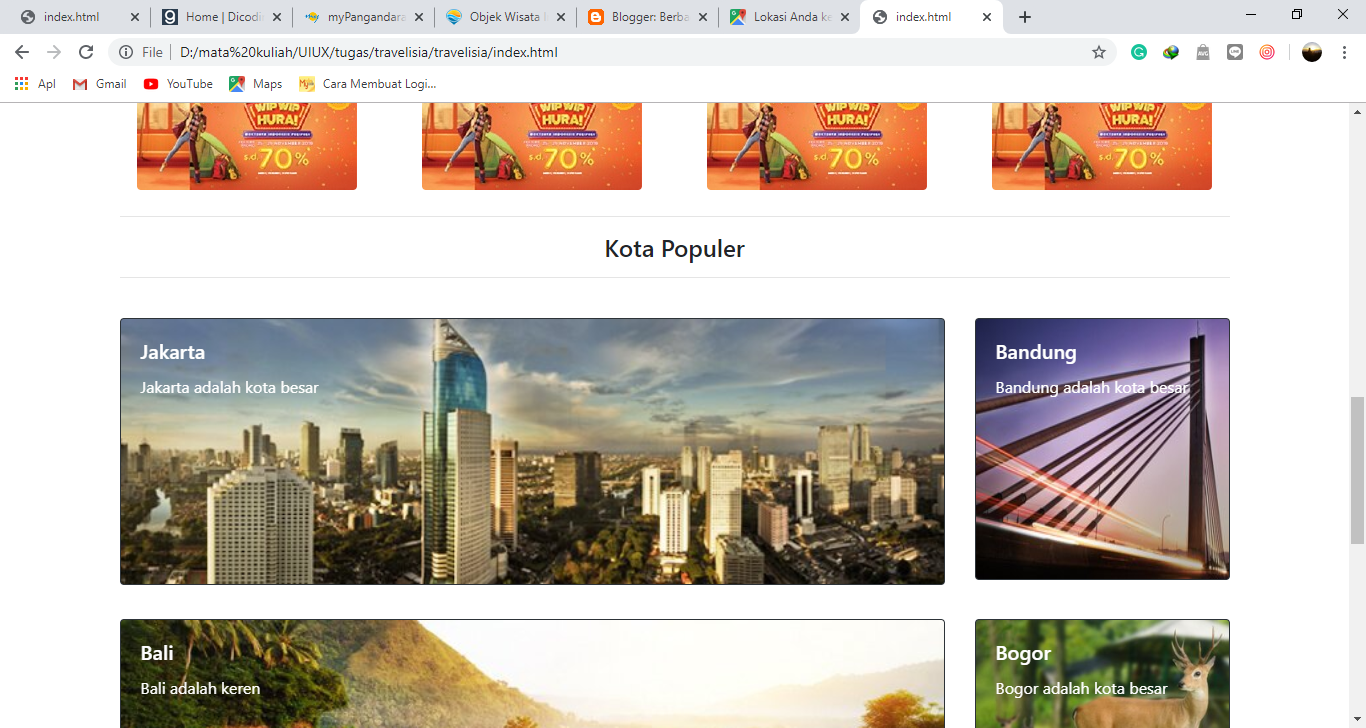 index.html
Home | Dicodin
myPangandara
Objek Wisata
Blogger: Berba
Lokasi Anda ke
index.html
File
D:/mata%20kuliah/UIUX/tugas/travelisia/travelisia/index.html
Apl
Gmail
YouTube
Maps
Cara Membuat Logi...
WIP WIP WIP WIP WIP WIP WIP WIP
HURA! HURA! HURA! HURA!
s.d. 70% s.d. 70% s.d. 70% s.d. 70%
Kota Populer
Jakarta
Jakarta adalah kota besar
Bandung
Bandung adalah kota besar
Bali
Bali adalah keren
Bogor
Bogor adalah kota besar